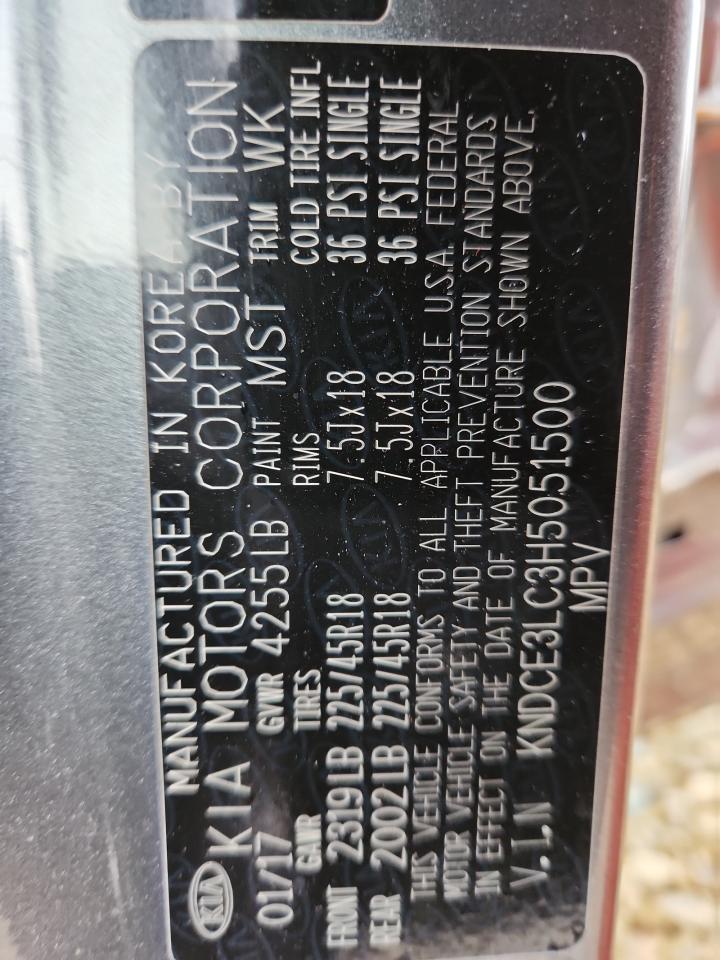 MANUFACTURED IN KOREA BY
KIA KIA MOTORS CORPORATION
01/17 GVWR 4255LB PAINT MST TRIM WK
GAWR TIRES RIMS COLD TIRE INFL
FRONT 2319LB 225/45R18 7.5Jx18 36 PSI SINGLE
REAR 2002LB 225/45R18 7.5Jx18 36 PSI SINGLE
THIS VEHICLE CONFORMS TO ALL APPLICABLE U.S.A. FEDERAL
MOTOR VEHICLE SAFETY AND THEFT PREVENTION STANDARDS
IN EFFECT ON THE DATE OF MANUFACTURE SHOWN ABOVE.
V.I.N KNDCE3LC3H5051500
MPV